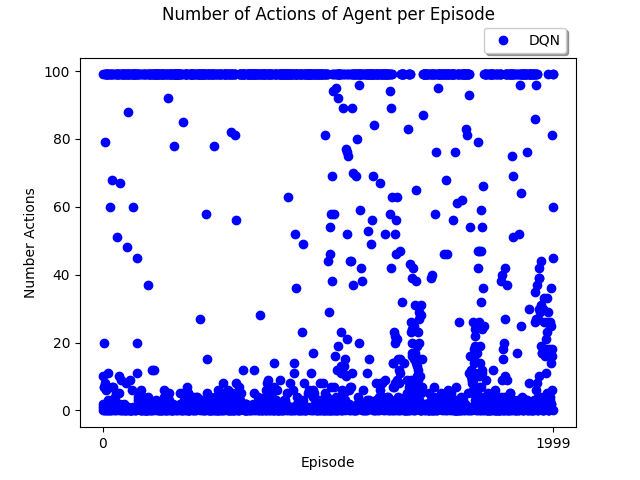 Number of Actions of Agent per Episode
DQN
100
80
60
40
20
0
Number Actions
0
1999
Episode